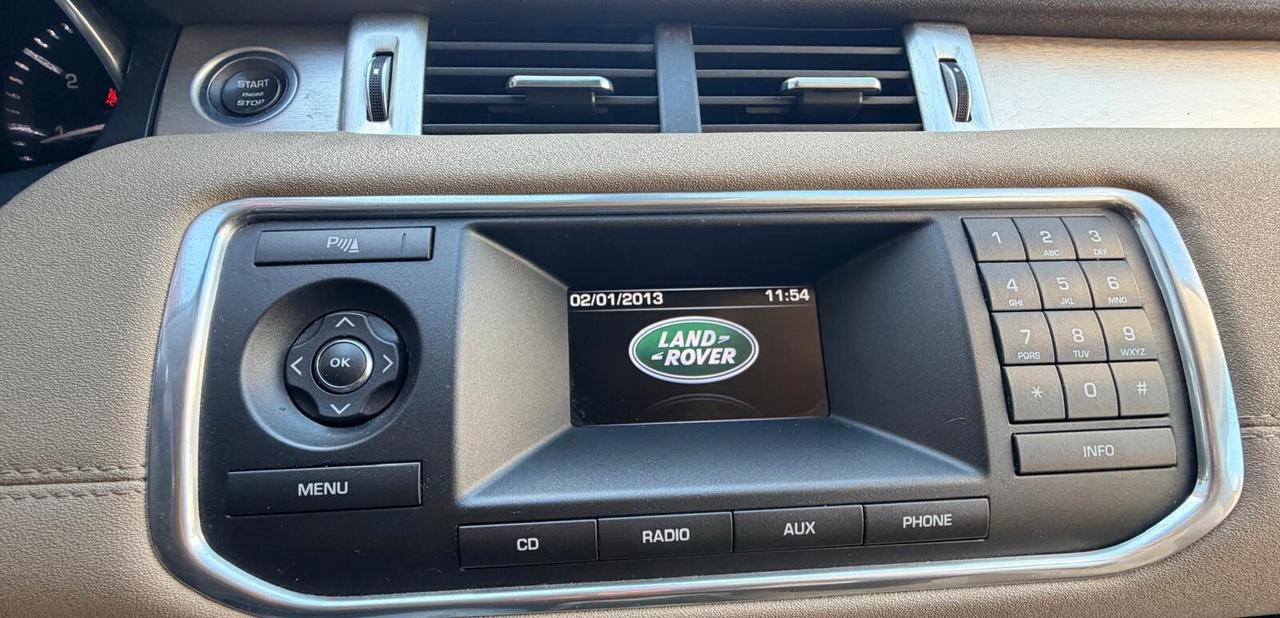 2
1
START
ENGINE
STOP
P
02/01/2013 11:54
LAND
ROVER
OK
MENU
CD
RADIO
AUX
PHONE
1
2 ABC
3 DEF
4 GHI
5 JKL
6 MNO
7 PQRS
8 TUV
9 WXYZ
*
0
#
INFO